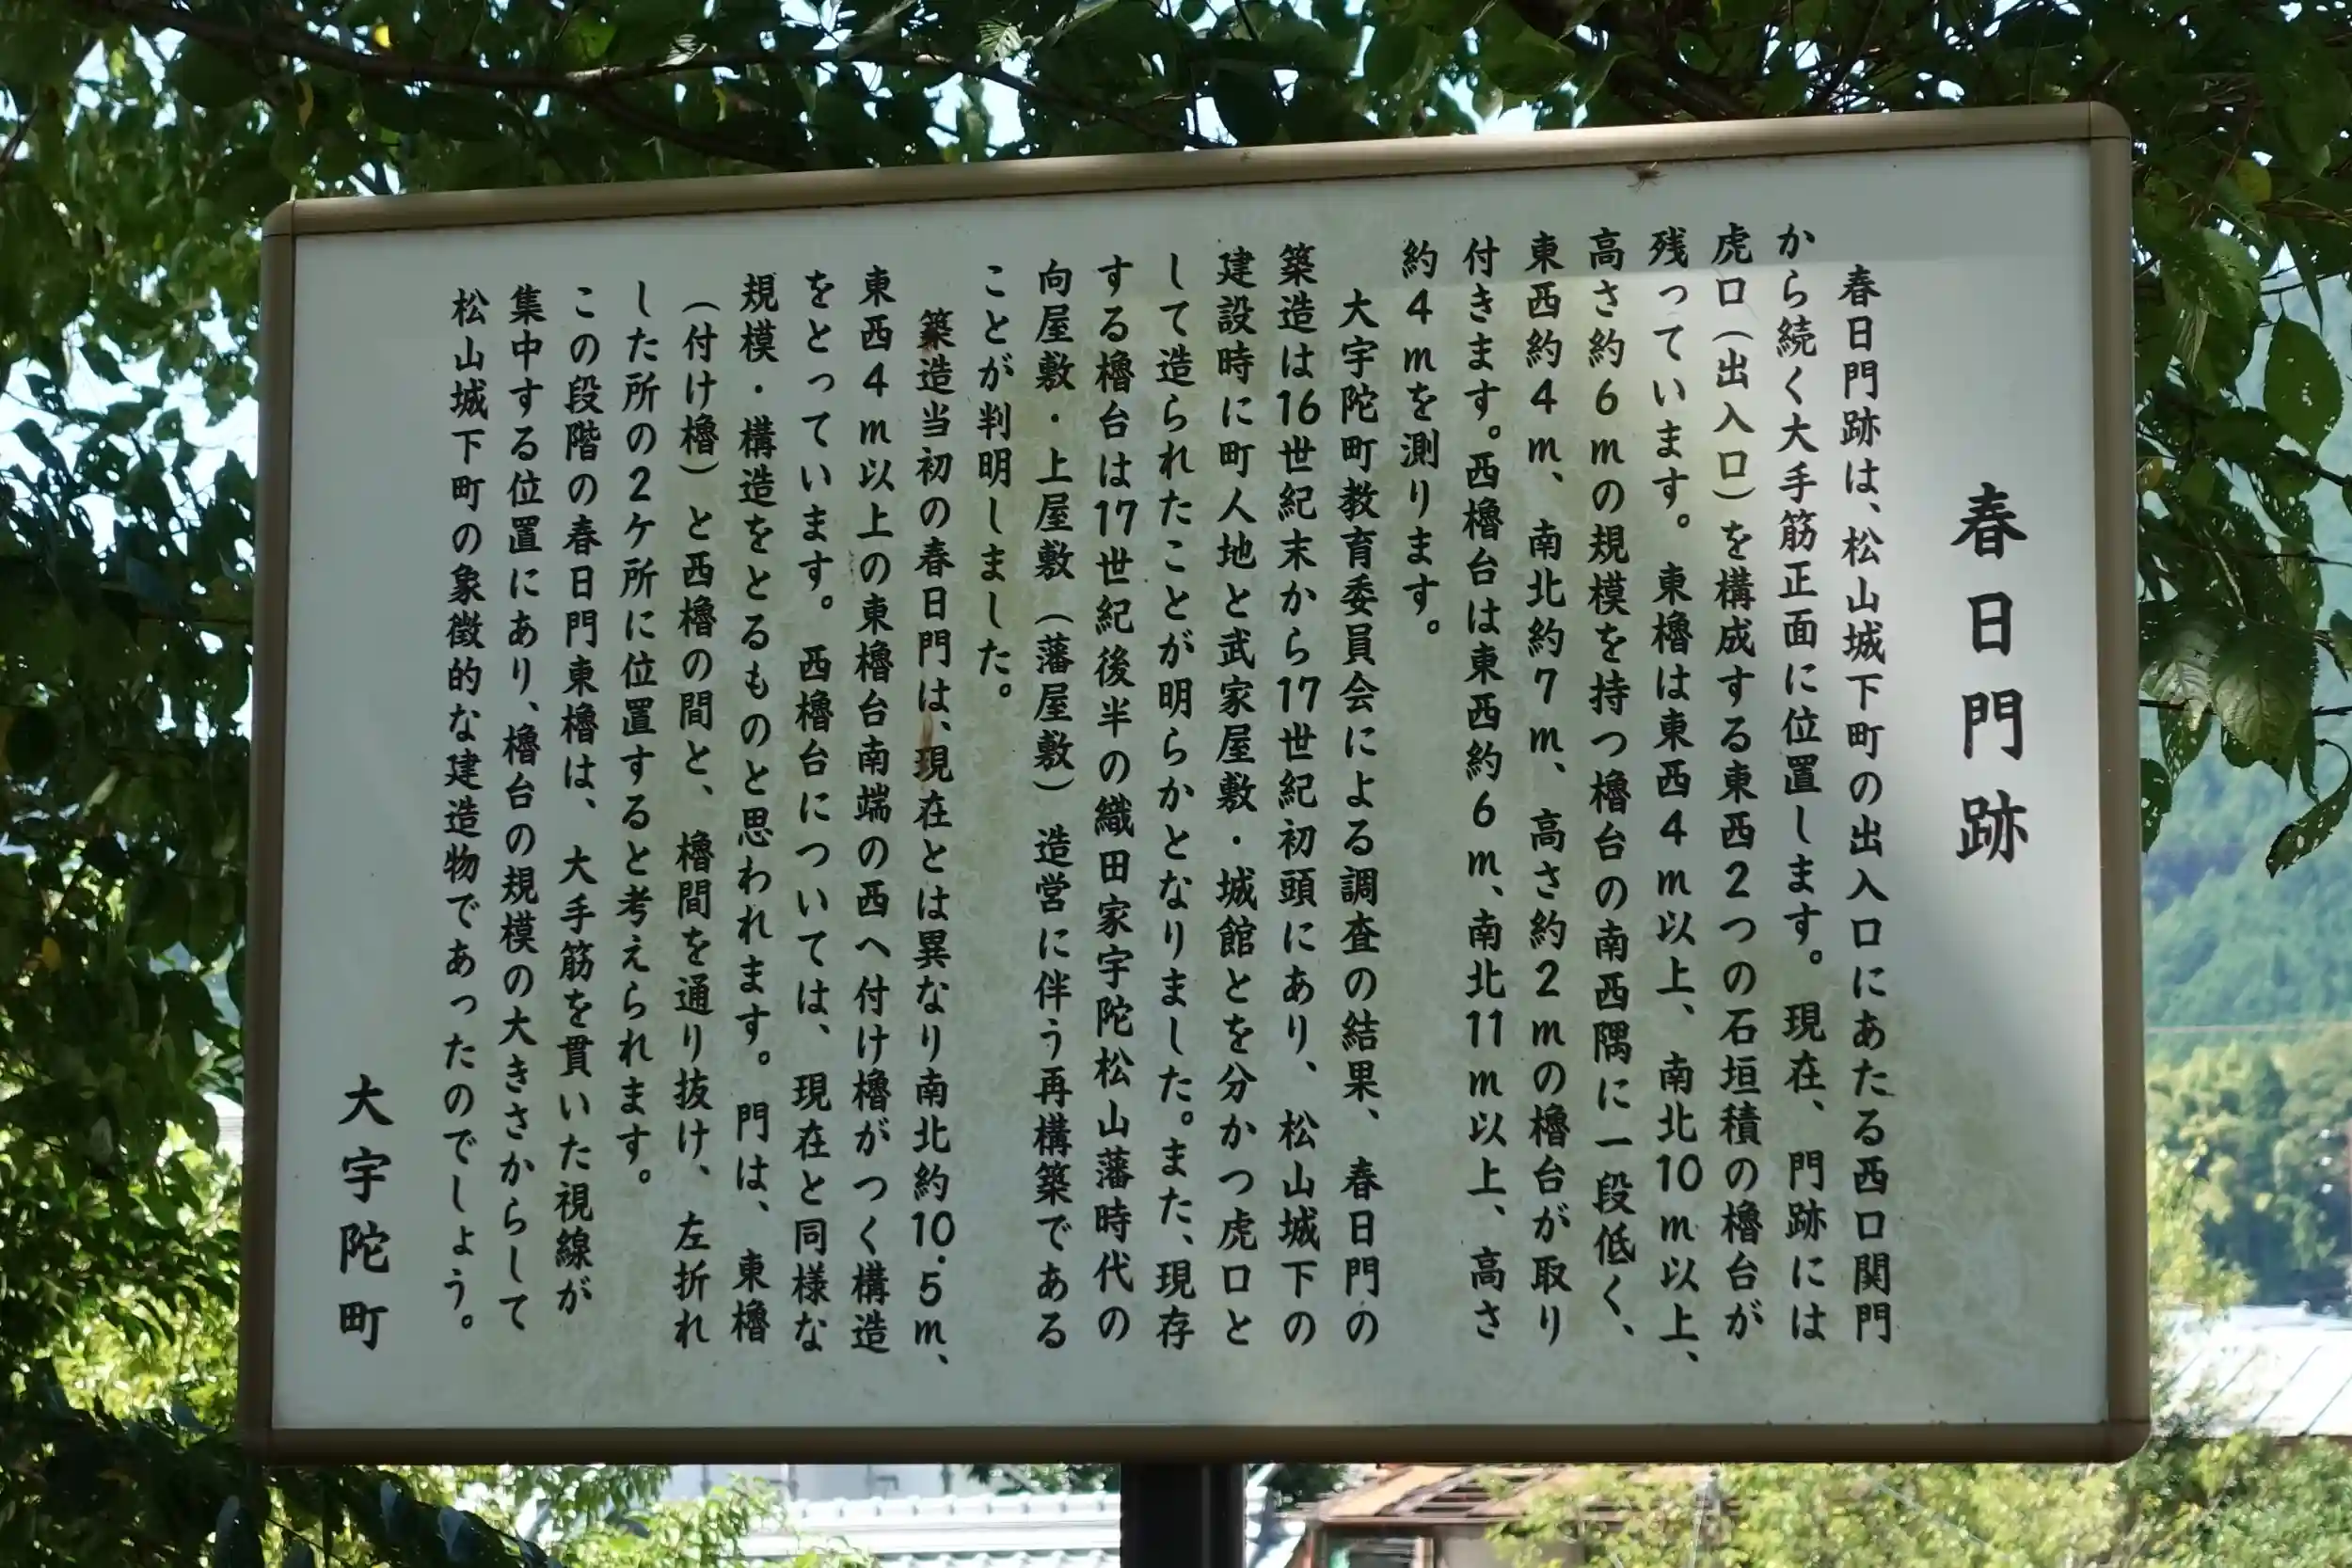 春日門跡
春日門跡は、松山城下町の出入口にあたる西口関門
から続く大手筋正面に位置します。現在、門跡には
虎口（出入口）を構成する東西2つの石垣積の櫓台が
残っています。東櫓は東西4m以上、南北10m以上、
高さ約6mの規模を持つ櫓台の南西隅に一段低く、
東西約4m、南北約7m、高さ約2mの櫓台が取り
付きます。西櫓台は東西約6m、南北11m以上、高さ
約4mを測ります。
大宇陀町教育委員会による調査の結果、春日門の
築造は16世紀末から17世紀初頭にあり、松山城下の
建設時に町人地と武家屋敷・城館とを分かつ虎口と
して造られたことが明らかとなりました。また、現存
する櫓台は17世紀後半の織田家宇陀松山藩時代の
向屋敷・上屋敷（藩屋敷）造営に伴う再構築である
ことが判明しました。
築造当初の春日門は、現在とは異なり南北約10.5m、
東西4m以上の東櫓台南端の西へ付け櫓がつく構造
をとっています。西櫓台については、現在と同様な
規模・構造をとるものと思われます。門は、東櫓
（付け櫓）と西櫓の間と、櫓間を通り抜け、左折れ
した所の2ケ所に位置すると考えられます。
この段階の春日門東櫓は、大手筋を貫いた視線が
集中する位置にあり、櫓台の規模の大きさからして
松山城下町の象徴的な建造物であったのでしょう。
大宇陀町